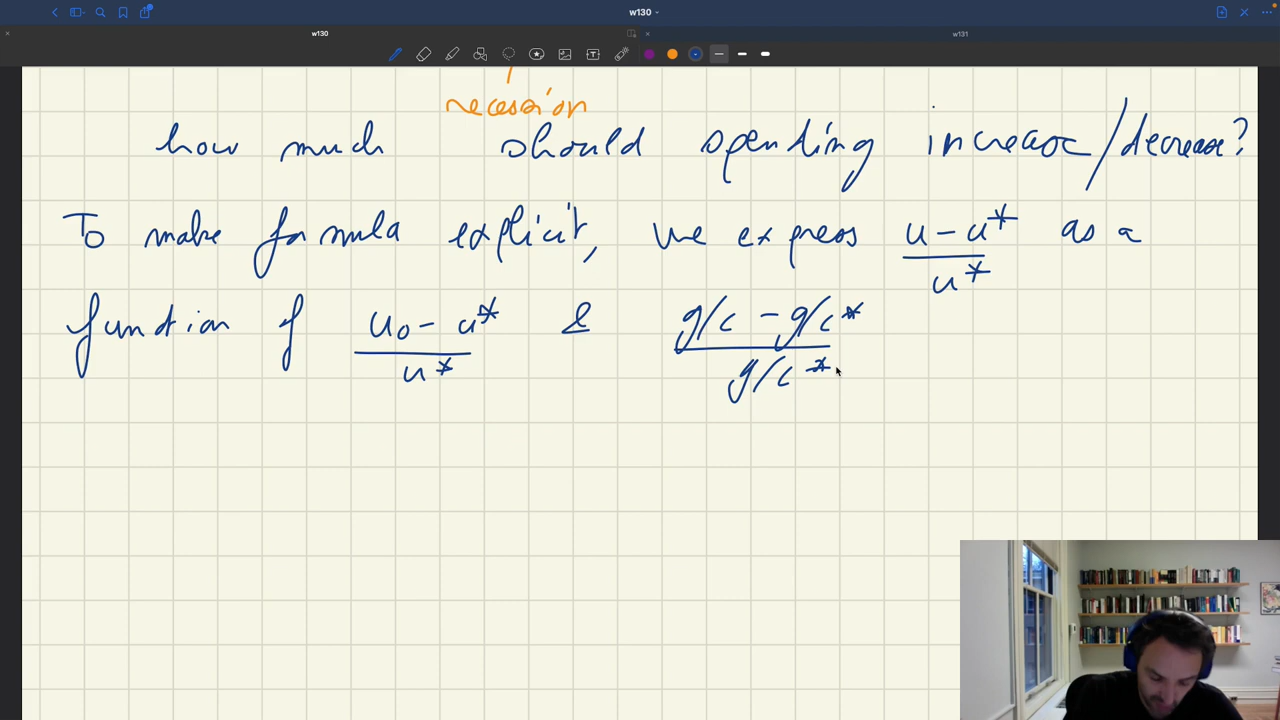 w130
w130
w131
recession
how much should spending increase/decrease?
To make formula explicit, we express (u - u*)/u* as a
function of (u₀ - u*)/u* & (g/c - g/c*)/(g/c*)